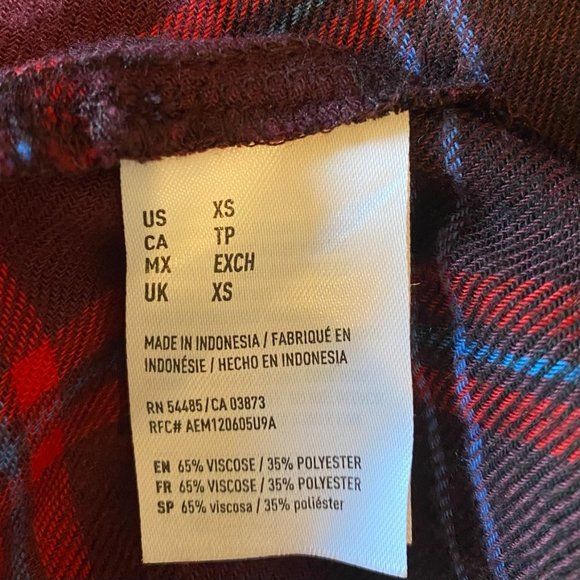 US XS
CA TP
MX EXCH
UK XS
MADE IN INDONESIA / FABRIQUÉ EN
INDONÉSIE / HECHO EN INDONESIA
RN 54485/CA 03873
RFC# AEM120605U9A
EN 65% VISCOSE / 35% POLYESTER
FR 65% VISCOSE / 35% POLYESTER
SP 65% viscosa / 35% poliéster